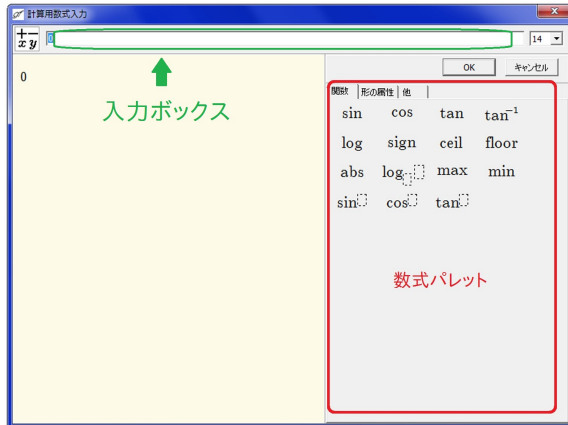 計算用数式入力
+− xy 0 14
OK キャンセル
0
入力ボックス
関数 形の属性 他
sin cos tan tan⁻¹
log sign ceil floor
abs log max min
sin cos tan
数式パレット